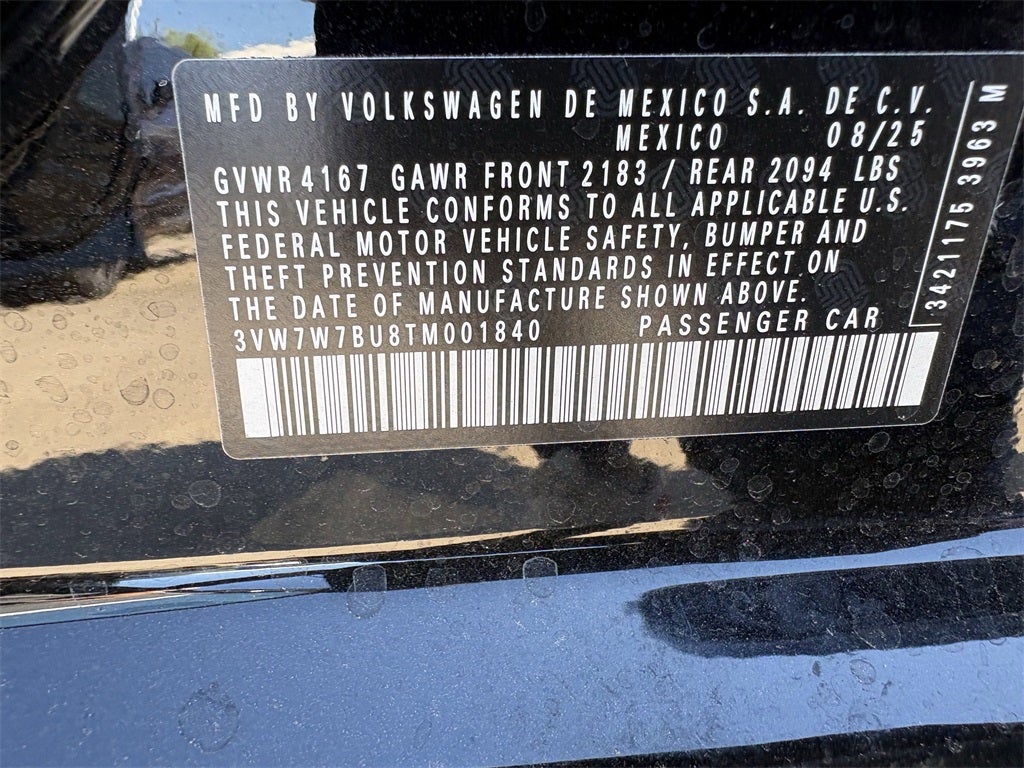 MFD BY VOLKSWAGEN DE MEXICO S.A. DE C.V.
MEXICO 08/25
GVWR 4167 GAWR FRONT 2183 / REAR 2094 LBS
THIS VEHICLE CONFORMS TO ALL APPLICABLE U.S.
FEDERAL MOTOR VEHICLE SAFETY, BUMPER AND
THEFT PREVENTION STANDARDS IN EFFECT ON
THE DATE OF MANUFACTURE SHOWN ABOVE.
3VW7W7BU8TM001840 PASSENGER CAR
3421175 3963 M